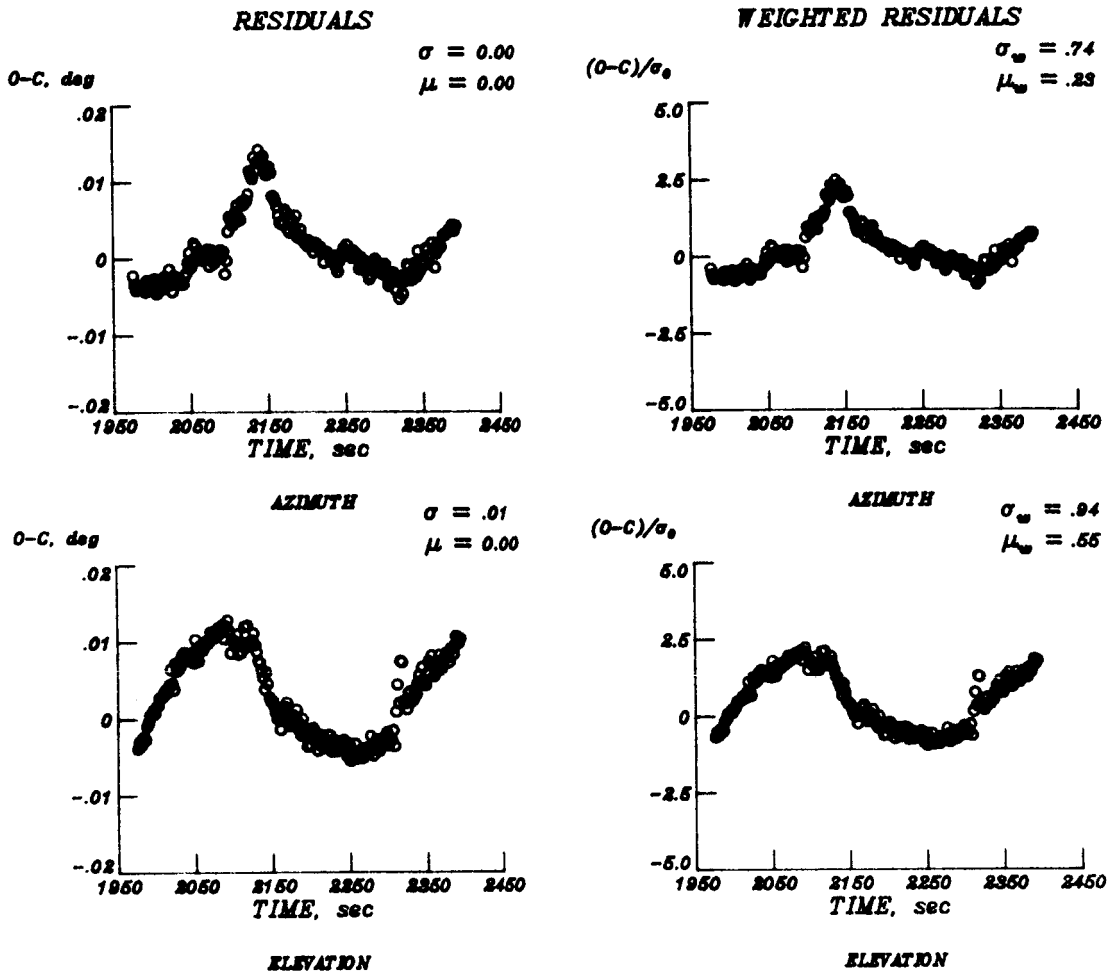 RESIDUALS
σ = 0.00
O-C, deg
μ = 0.00
.02
.01
0
-.01
-.02
1950 2050 2150 2250 2350 2450
TIME, sec
AZIMUTH
WEIGHTED RESIDUALS
σw = .74
(O-C)/σ0
μw = .23
5.0
2.5
0
-2.5
-5.0
1950 2050 2150 2250 2350 2450
TIME, sec
AZIMUTH
σ = .01
O-C, deg
μ = 0.00
.02
.01
0
-.01
-.02
1950 2050 2150 2250 2350 2450
TIME, sec
ELEVATION
σw = .94
(O-C)/σ0
μw = .55
5.0
2.5
0
-2.5
-5.0
1950 2050 2150 2250 2350 2450
TIME, sec
ELEVATION